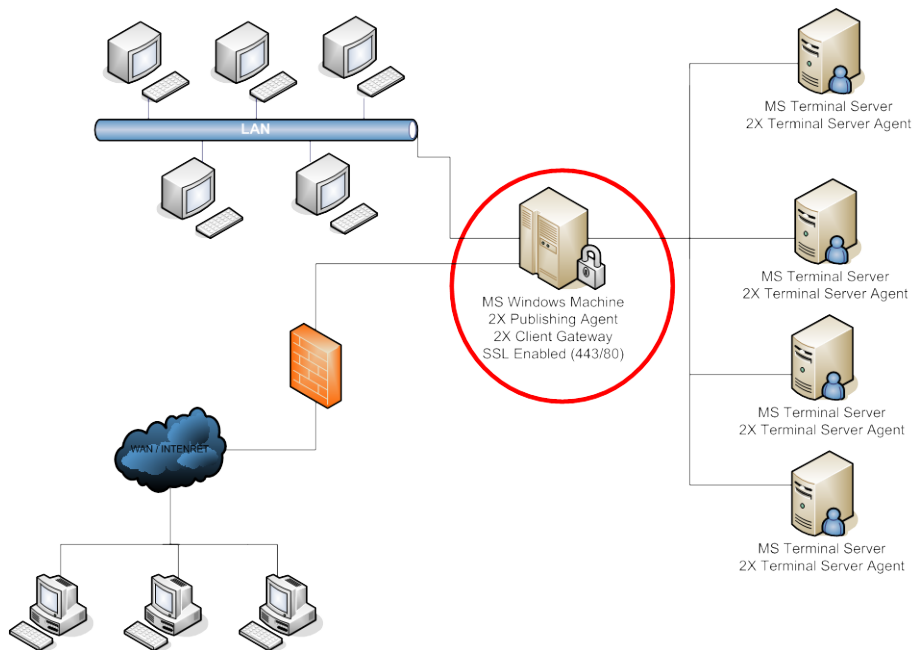 LAN
MS Terminal Server
2X Terminal Server Agent
MS Terminal Server
2X Terminal Server Agent
MS Windows Machine
2X Publishing Agent
2X Client Gateway
SSL Enabled (443/80)
MS Terminal Server
2X Terminal Server Agent
WAN / INTENRET
MS Terminal Server
2X Terminal Server Agent